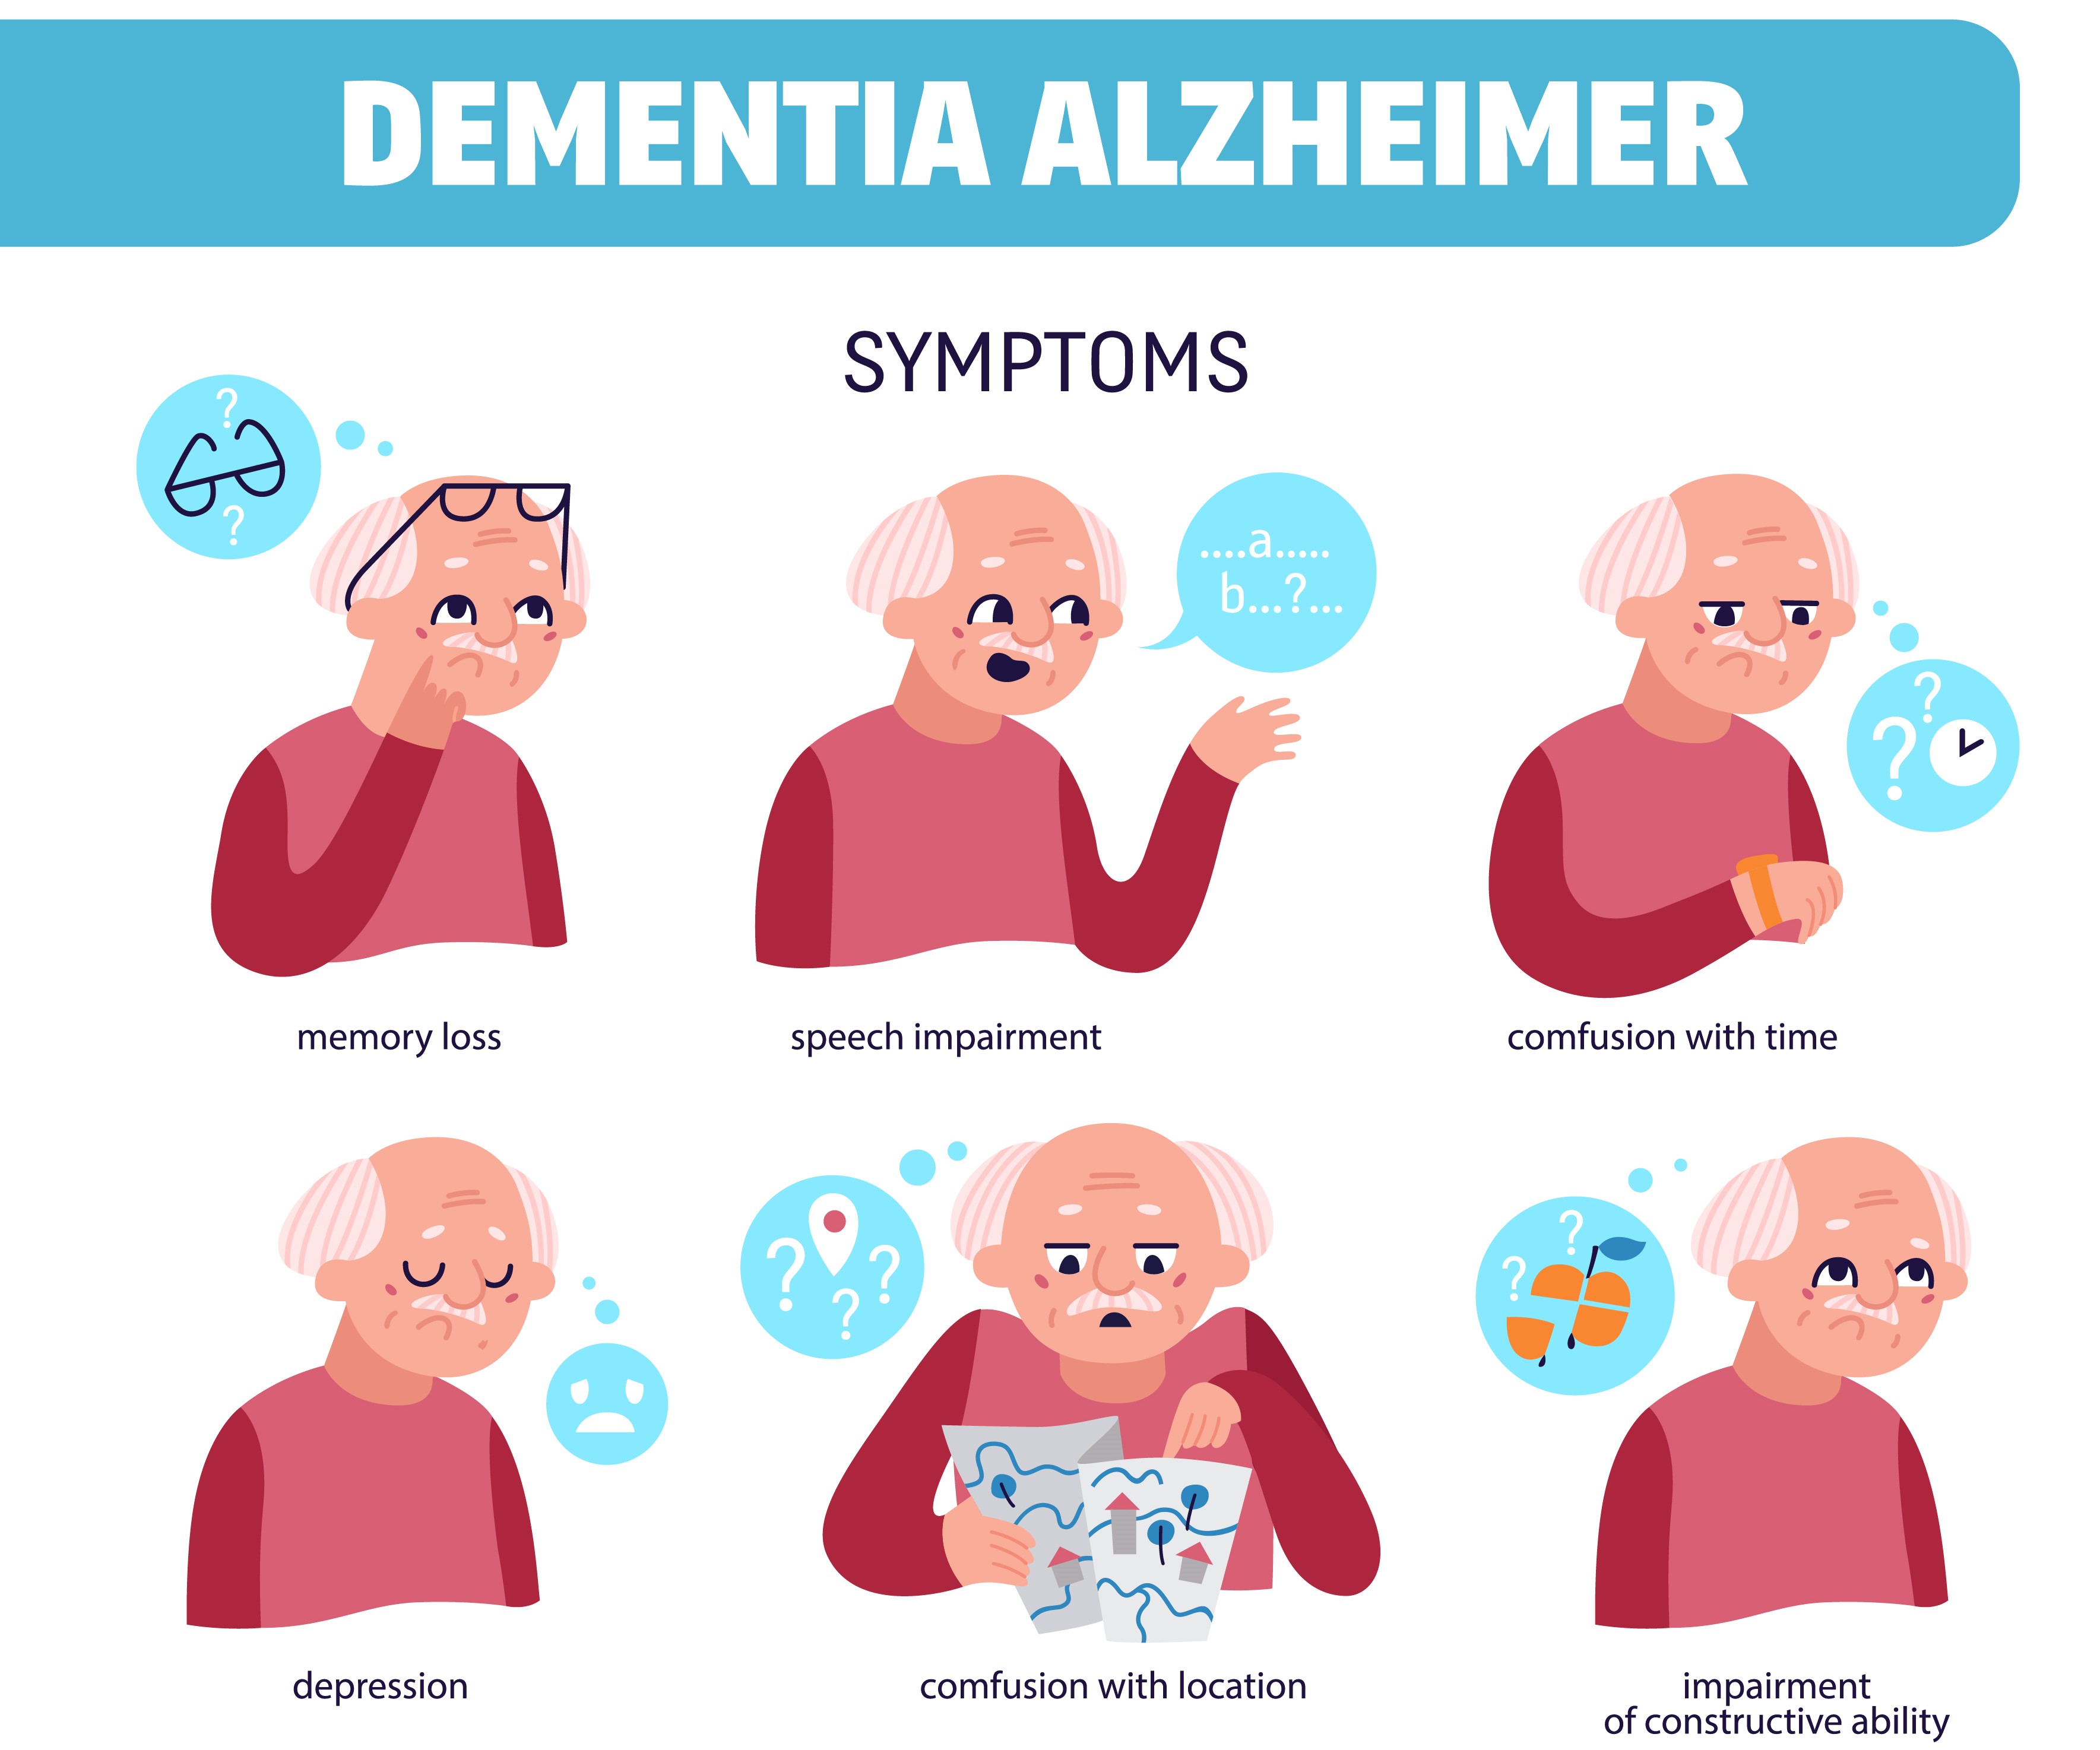 DEMENTIA ALZHEIMER
SYMPTOMS
?
?
....a.....
b...?...
?
?
memory loss
speech impairment
comfusion with time
?
?
?
?
?
depression
comfusion with location
impairment
of constructive ability